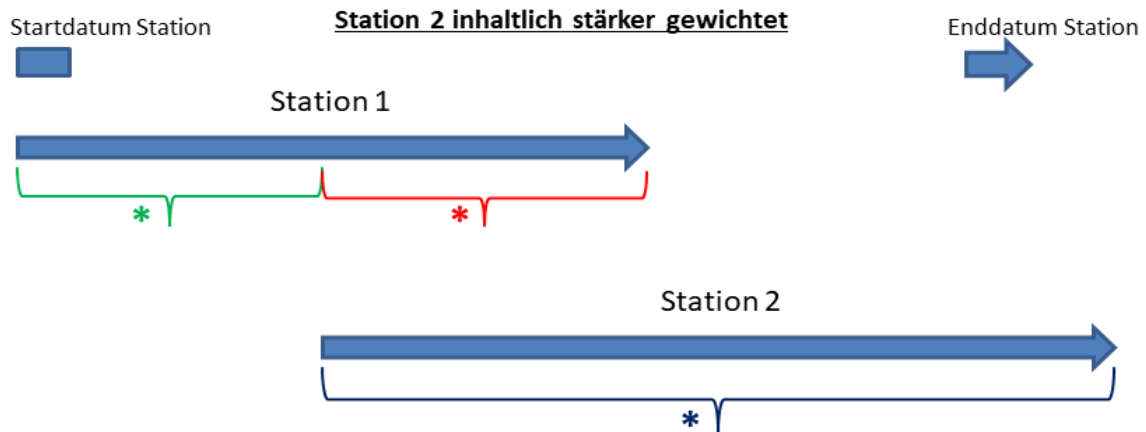 Station 2 inhaltlich stärker gewichtet
Startdatum Station
Enddatum Station
Station 1
*
*
Station 2
*